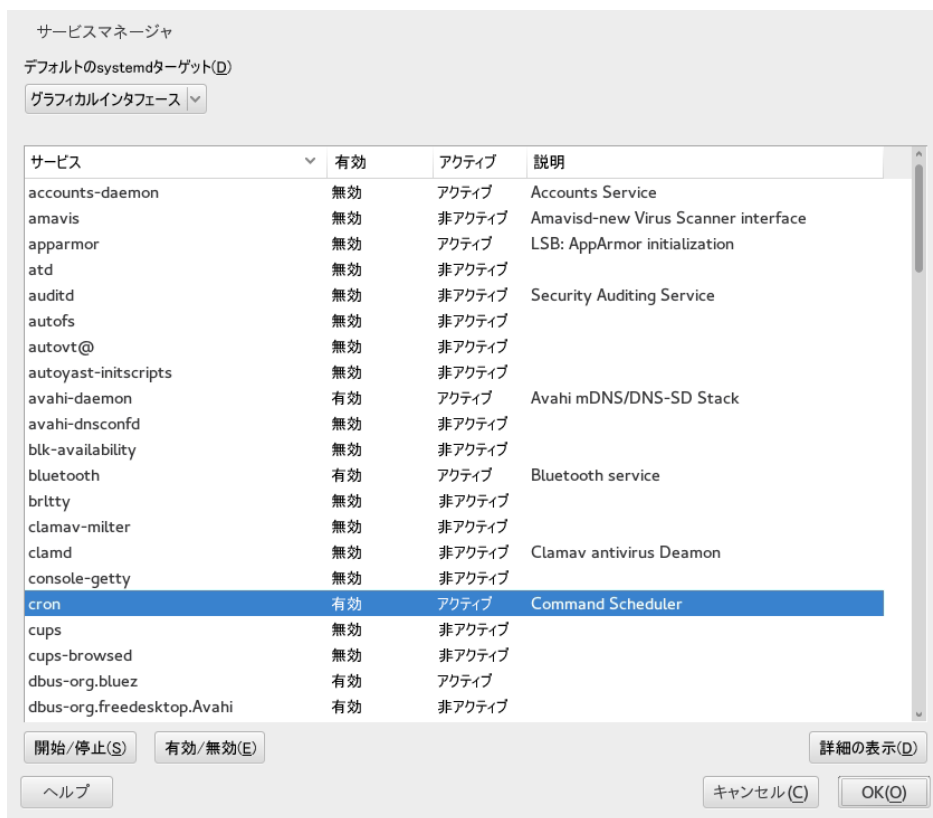 サービスマネージャ
デフォルトのsystemdターゲット(D)
グラフィカルインタフェース
サービス 有効 アクティブ 説明
accounts-daemon 無効 アクティブ Accounts Service
amavis 無効 非アクティブ Amavisd-new Virus Scanner interface
apparmor 無効 アクティブ LSB: AppArmor initialization
atd 無効 非アクティブ
auditd 無効 非アクティブ Security Auditing Service
autofs 無効 非アクティブ
autovt@ 無効 非アクティブ
autoyast-initscripts 無効 非アクティブ
avahi-daemon 有効 アクティブ Avahi mDNS/DNS-SD Stack
avahi-dnsconfd 無効 非アクティブ
blk-availability 無効 非アクティブ
bluetooth 有効 アクティブ Bluetooth service
brltty 無効 非アクティブ
clamav-milter 無効 非アクティブ
clamd 無効 非アクティブ Clamav antivirus Deamon
console-getty 無効 非アクティブ
cron 有効 アクティブ Command Scheduler
cups 無効 非アクティブ
cups-browsed 無効 非アクティブ
dbus-org.bluez 有効 アクティブ
dbus-org.freedesktop.Avahi 有効 非アクティブ
開始/停止(S) 有効/無効(E) 詳細の表示(D)
ヘルプ キャンセル(C) OK(O)